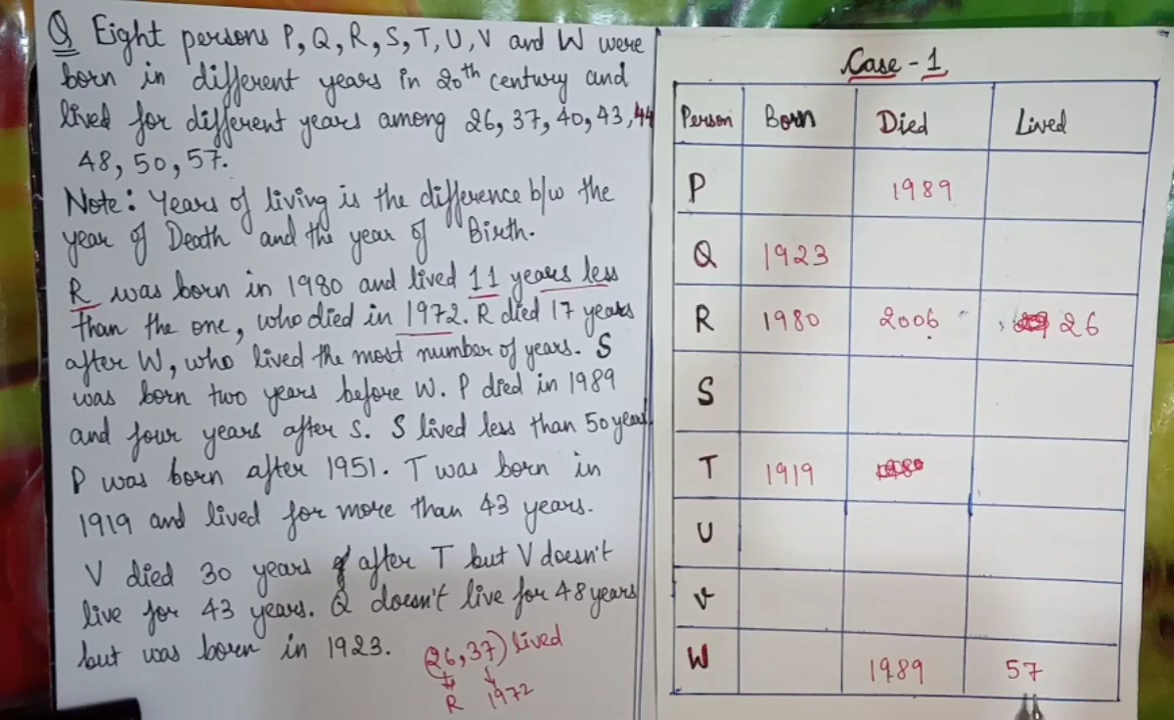 Q Eight persons P, Q, R, S, T, U, V and W were
born in different years in 20th century and
lived for different years among 26, 37, 40, 43, 44
48, 50, 57.
Note: Years of living is the difference b/w the
year of Death and the year of Birth.
R was born in 1980 and lived 11 years less
than the one, who died in 1972. R died 17 years
after W, who lived the most number of years. S
was born two years before W. P died in 1989
and four years after S. S lived less than 50 years
P was born after 1951. T was born in
1919 and lived for more than 43 years.
V died 30 years after T but V doesn't
live for 43 years. Q doesn't live for 48 years
but was born in 1923.
(26, 37) lived
R 1972
Case - 1
Person Born Died Lived
P 1989
Q 1923
R 1980 2006 26
S
T 1919
U
V
W 1989 57